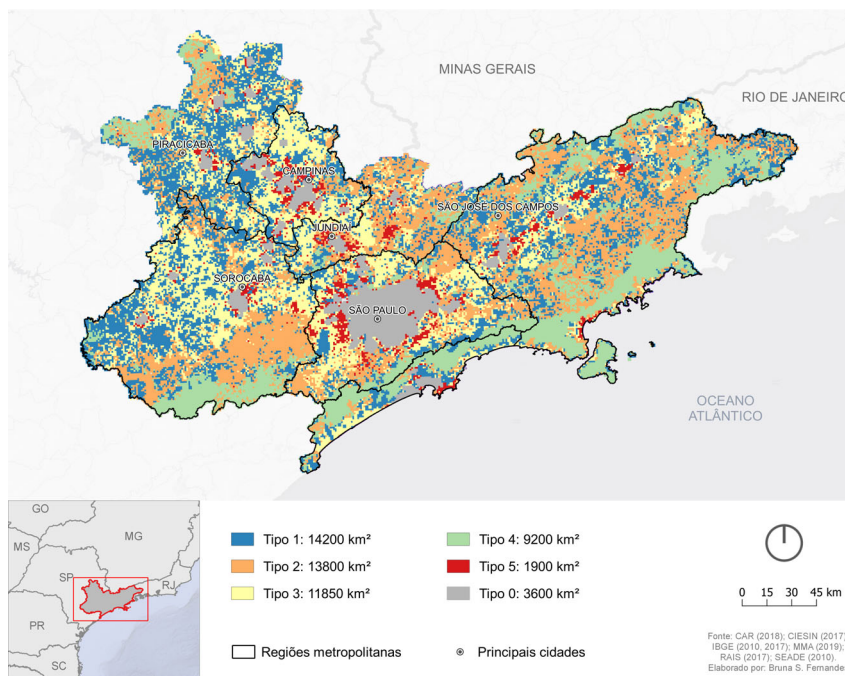 MINAS GERAIS
RIO DE JANEIRO
PIRACICABA
CAMPINAS
SÃO JOSÉ DOS CAMPOS
JUNDIAÍ
SOROCABA
SÃO PAULO
OCEANO
ATLÂNTICO
GO
MG
MS
SP
RJ
PR
SC
Tipo 1: 14200 km²
Tipo 4: 9200 km²
Tipo 2: 13800 km²
Tipo 5: 1900 km²
Tipo 3: 11850 km²
Tipo 0: 3600 km²
Regiões metropolitanas
Principais cidades
0 15 30 45 km
Fonte: CAR (2018); CIESIN (2017)
IBGE (2010, 2017); MMA (2019);
RAIS (2017); SEADE (2010).
Elaborado por: Bruna S. Fernande